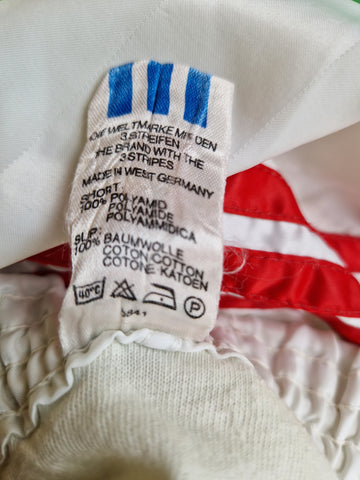 DIE WELTMARKE MIT DEN
3 STREIFEN
THE BRAND WITH THE
3 STRIPES
MADE IN WEST GERMANY
SHORT:
100% POLYAMID
POLYAMIDE
POLYAMMIDICA
SLIP:
100% BAUMWOLLE
COTON COTTON
COTONE KATOEN
40°C P